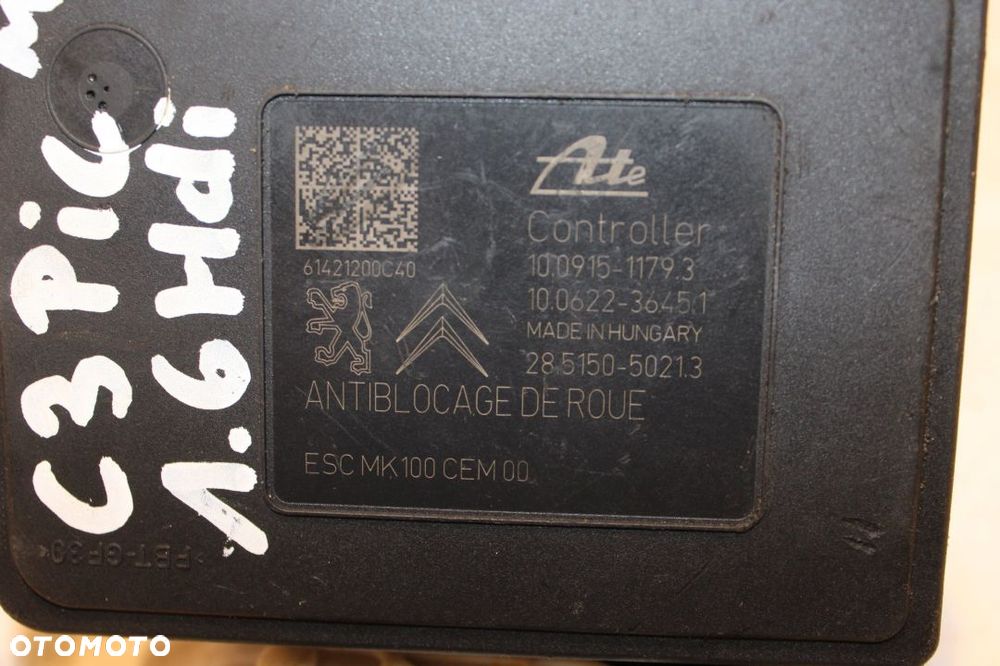 C3 Pic
1.6 Hdi
Ate
Controller
61421200C40
10.0915-1179.3
10.0622-3645.1
MADE IN HUNGARY
28.5150-5021.3
ANTIBLOCAGE DE ROUE
ESC MK100 CEM 00
>PBT-GF30<
OTOMOTO